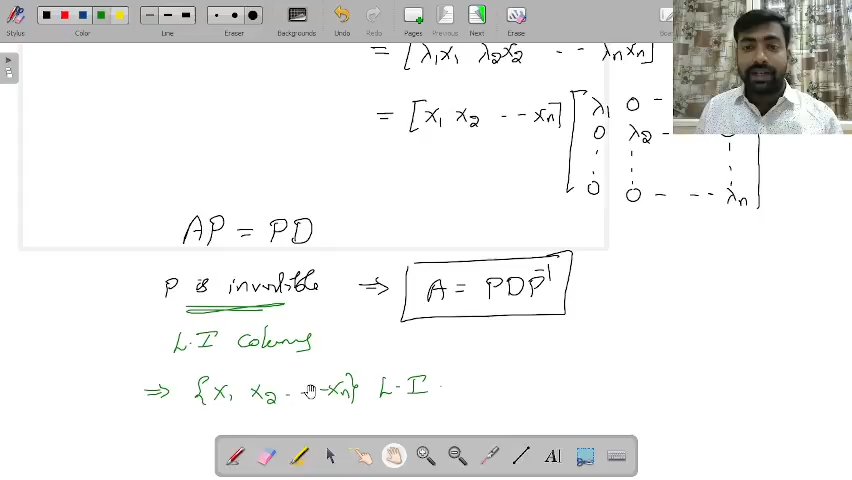 Stylus Color Line Eraser Backgrounds Undo Redo Pages Previous Next Erase
= [λ₁x₁ λ₂x₂ - - λₙxₙ]
= [x₁ x₂ - - xₙ] [λ₁ 0 -
0 λ₂ -
0 0 - - - λₙ]
AP = PD
P is invertible ⇒ A = PDP⁻¹
L·I columns
⇒ {x₁ x₂ - - - xₙ} L·I ·
A